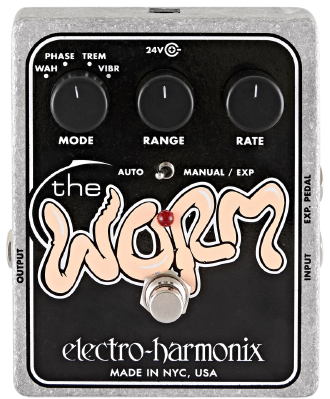 24V
PHASE TREM
WAH VIBR
MODE RANGE RATE
AUTO MANUAL / EXP
the
WORM
OUTPUT
INPUT
EXP. PEDAL
electro-harmonix
MADE IN NYC, USA